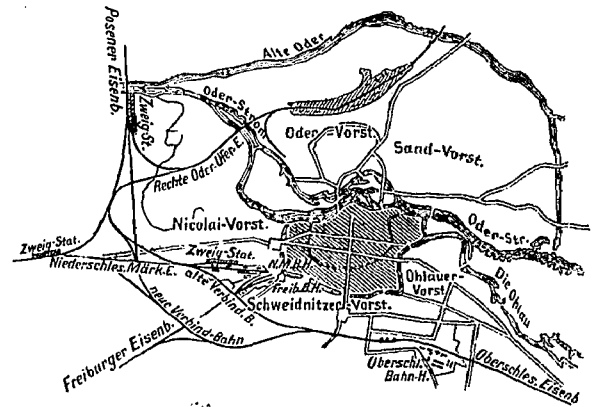 Alte Oder
Posener Eisenb.
Zweig-St.
Oder-Strom
Oder Vorst.
Sand-Vorst.
Rechte Oder-Ufer-E.
Nicolai-Vorst.
Oder-Str.
Zweig-Stat.
Zweig-Stat.
Niederschles. Märk. E.
alte Verbind. B.
N.M.B.H.
Freib.B.H.
Ohlauer-
Vorst.
Die Ohlau
Schweidnitzer-Vorst.
neue Verbind-Bahn
Freiburger Eisenb.
Oberschl.
Bahn-H.
Oberschles. Eisenb